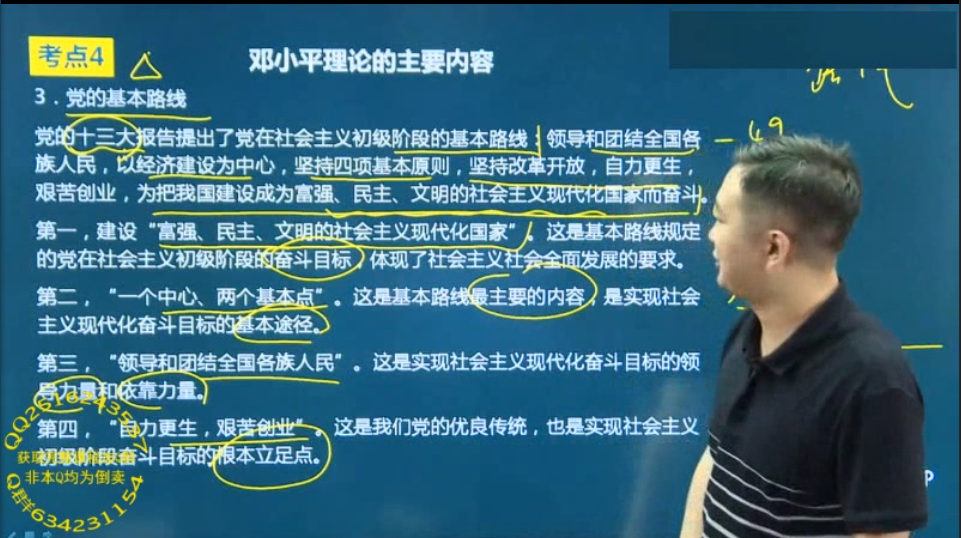 考点4
邓小平理论的主要内容
3．党的基本路线
党的十三大报告提出了党在社会主义初级阶段的基本路线：领导和团结全国各
族人民，以经济建设为中心，坚持四项基本原则，坚持改革开放，自力更生，
艰苦创业，为把我国建设成为富强、民主、文明的社会主义现代化国家而奋斗。
第一，建设“富强、民主、文明的社会主义现代化国家”。这是基本路线规定
的党在社会主义初级阶段的奋斗目标，体现了社会主义社会全面发展的要求。
第二，“一个中心、两个基本点”。这是基本路线最主要的内容，是实现社会
主义现代化奋斗目标的基本途径。
第三，“领导和团结全国各族人民”。这是实现社会主义现代化奋斗目标的领
导力量和依靠力量。
第四，“自力更生，艰苦创业”。这是我们党的优良传统，也是实现社会主义
初级阶段奋斗目标的根本立足点。
49
非本Q均为倒卖
Q群634231154